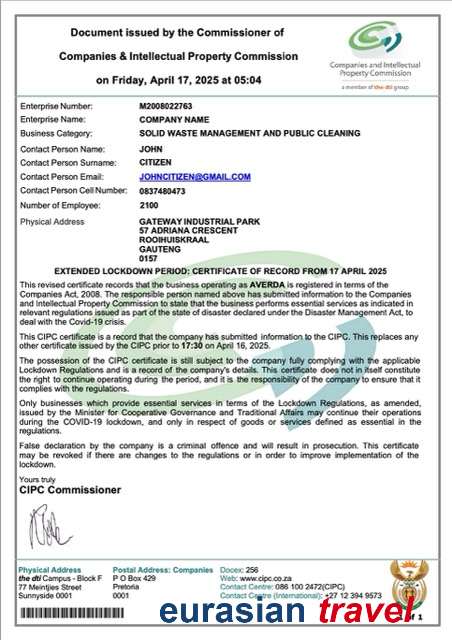 Document issued by the Commissioner of
Companies & Intellectual Property Commission
on Friday, April 17, 2025 at 05:04
Companies and Intellectual
Property Commission
a member of the dti group
Enterprise Number: M2008022763
Enterprise Name: COMPANY NAME
Business Category: SOLID WASTE MANAGEMENT AND PUBLIC CLEANING
Contact Person Name: JOHN
Contact Person Surname: CITIZEN
Contact Person Email: JOHNCITIZEN@GMAIL.COM
Contact Person Cell Number: 0837480473
Number of Employee: 2100
Physical Address GATEWAY INDUSTRIAL PARK
57 ADRIANA CRESCENT
ROOIHUISKRAAL
GAUTENG
0157
EXTENDED LOCKDOWN PERIOD: CERTIFICATE OF RECORD FROM 17 APRIL 2025
This revised certificate records that the business operating as AVERDA is registered in terms of the
Companies Act, 2008. The responsible person named above has submitted information to the Companies
and Intellectual Property Commission to state that the business performs essential services as indicated in
relevant regulations issued as part of the state of disaster declared under the Disaster Management Act, to
deal with the Covid-19 crisis.
This CIPC certificate is a record that the company has submitted information to the CIPC. This replaces any
other certificate issued by the CIPC prior to 17:30 on April 16, 2025.
The possession of the CIPC certificate is still subject to the company fully complying with the applicable
Lockdown Regulations and is a record of the company's details. This certificate does not in itself constitute
the right to continue operating during the period, and it is the responsibility of the company to ensure that it
complies with the regulations.
Only businesses which provide essential services in terms of the Lockdown Regulations, as amended,
issued by the Minister for Cooperative Governance and Traditional Affairs may continue their operations
during the COVID-19 lockdown, and only in respect of goods or services defined as essential in the
regulations.
False declaration by the company is a criminal offence and will result in prosecution. This certificate
may be revoked if there are changes to the regulations or in order to improve implementation of the
lockdown.
Yours truly
CIPC Commissioner
Physical Address
the dti Campus - Block F
77 Meintjies Street
Sunnyside 0001
Postal Address: Companies
P O Box 429
Pretoria
0001
Docex: 256
Web: www.cipc.co.za
Contact Centre: 086 100 2472(CIPC)
Contact Centre (International): +27 12 394 9573
of 1
eurasian travel